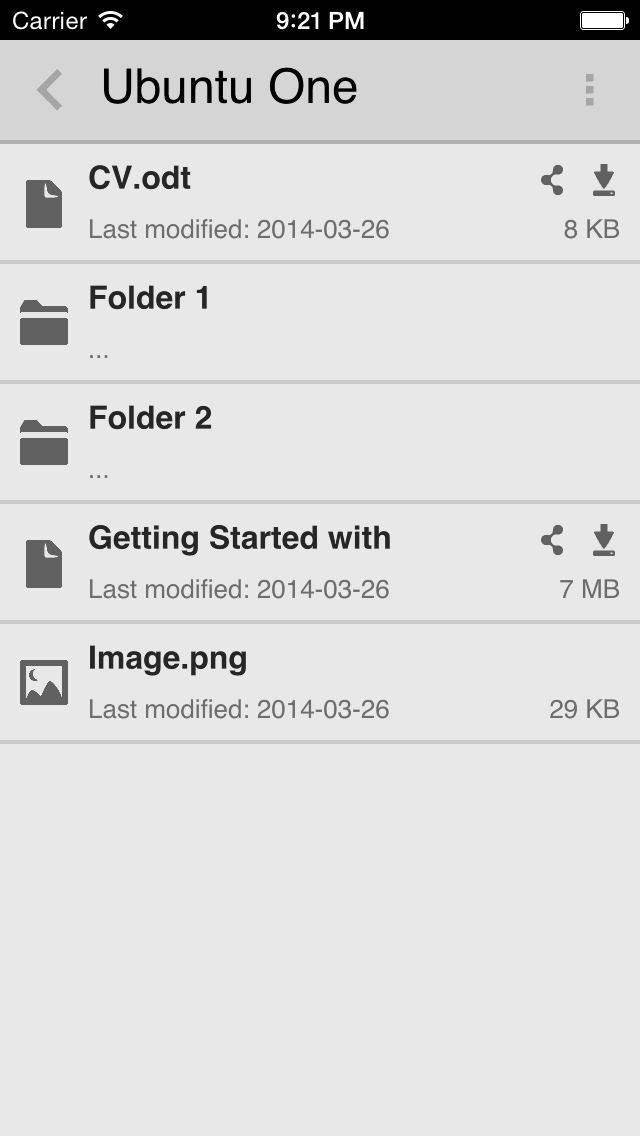 Carrier 9:21 PM
Ubuntu One
CV.odt
Last modified: 2014-03-26 8 KB
Folder 1
...
Folder 2
...
Getting Started with
Last modified: 2014-03-26 7 MB
Image.png
Last modified: 2014-03-26 29 KB